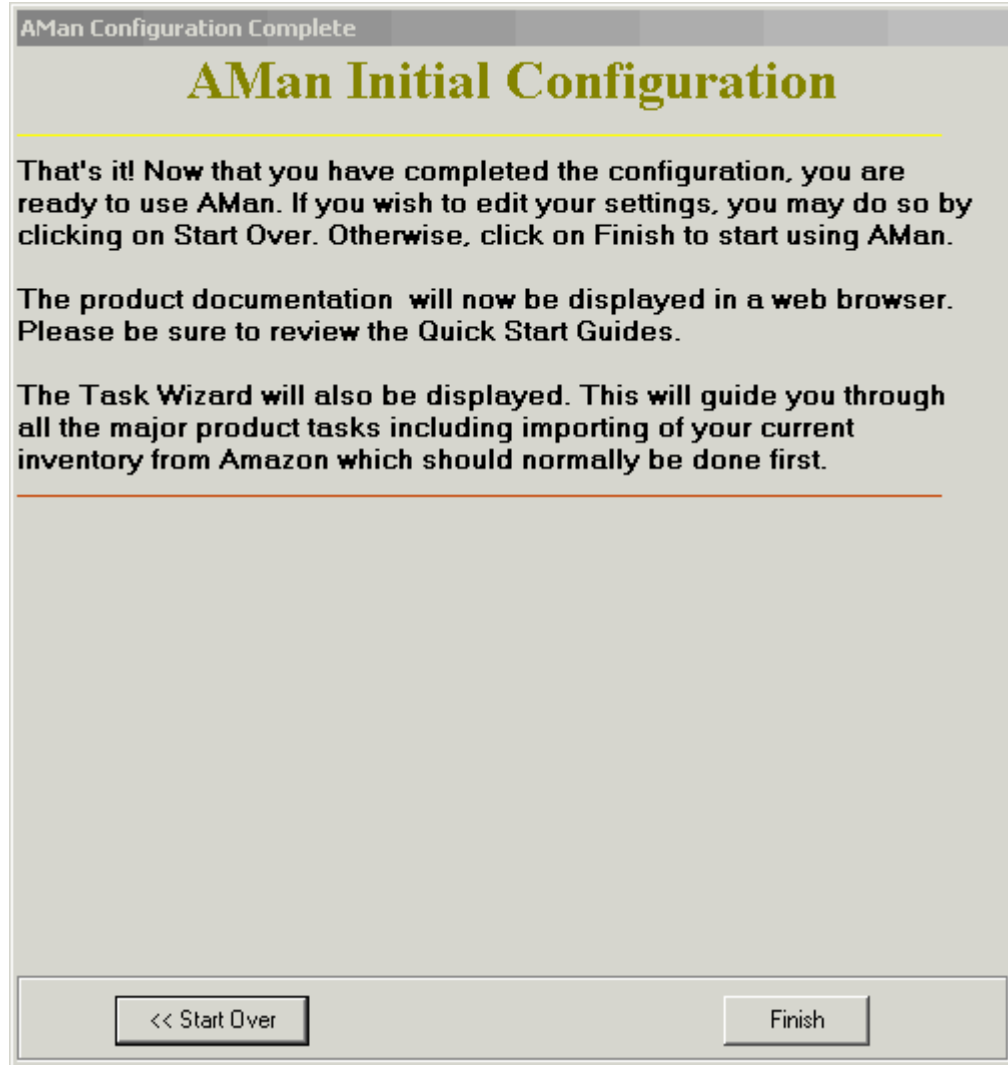 AMan Configuration Complete
AMan Initial Configuration
That's it! Now that you have completed the configuration, you are
ready to use AMan. If you wish to edit your settings, you may do so by
clicking on Start Over. Otherwise, click on Finish to start using AMan.
The product documentation  will now be displayed in a web browser.
Please be sure to review the Quick Start Guides.
The Task Wizard will also be displayed. This will guide you through
all the major product tasks including importing of your current
inventory from Amazon which should normally be done first.
<< Start Over
Finish